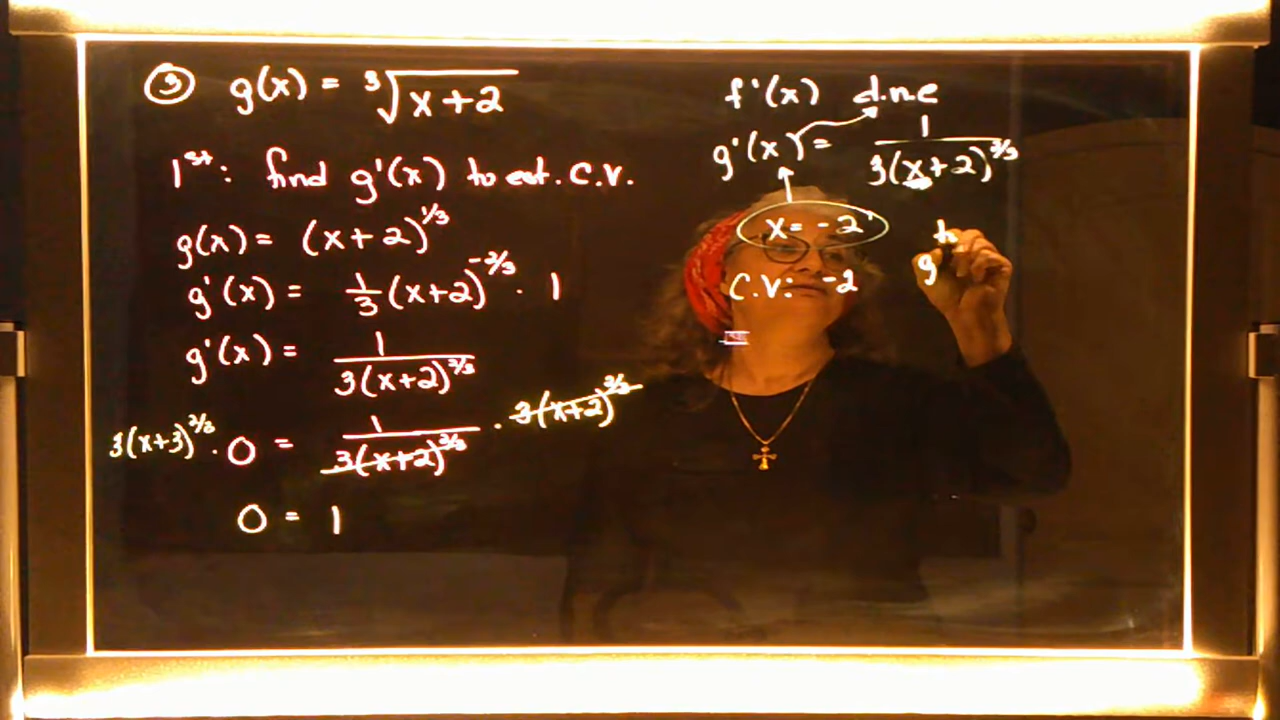 ③ g(x) = ∛(x+2)
1st: find g'(x) to est. C.V.
g(x) = (x+2)^1/3
g'(x) = 1/3 (x+2)^-2/3 · 1
g'(x) = 1/3(x+2)^2/3
3(x+3)^2/3 · 0 = 1/3(x+2)^2/3 · 3(x+2)^2/3
0 = 1
f'(x) d.n.e
g'(x) = 1/3(x+2)^2/3
x = -2
C.V: -2
g